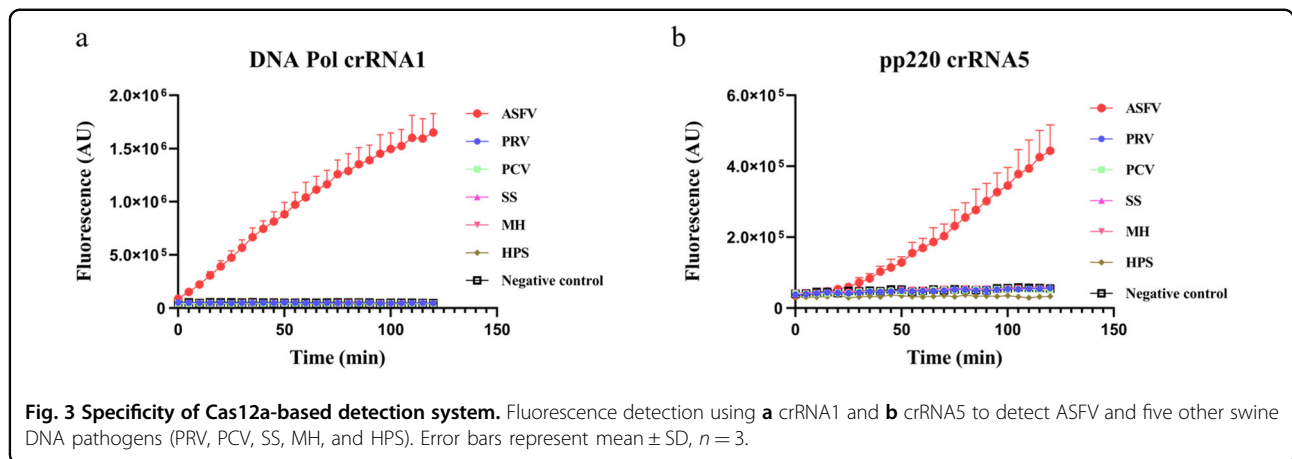 a
DNA Pol crRNA1
Fluorescence (AU)
2.0×10⁶
1.5×10⁶
1.0×10⁶
5.0×10⁵
0
0
50
100
150
Time (min)
ASFV
PRV
PCV
SS
MH
HPS
Negative control
b
pp220 crRNA5
Fluorescence (AU)
6.0×10⁵
4.0×10⁵
2.0×10⁵
0
0
50
100
150
Time (min)
ASFV
PRV
PCV
SS
MH
HPS
Negative control
Fig. 3 Specificity of Cas12a-based detection system. Fluorescence detection using a crRNA1 and b crRNA5 to detect ASFV and five other swine
DNA pathogens (PRV, PCV, SS, MH, and HPS). Error bars represent mean ± SD, n = 3.